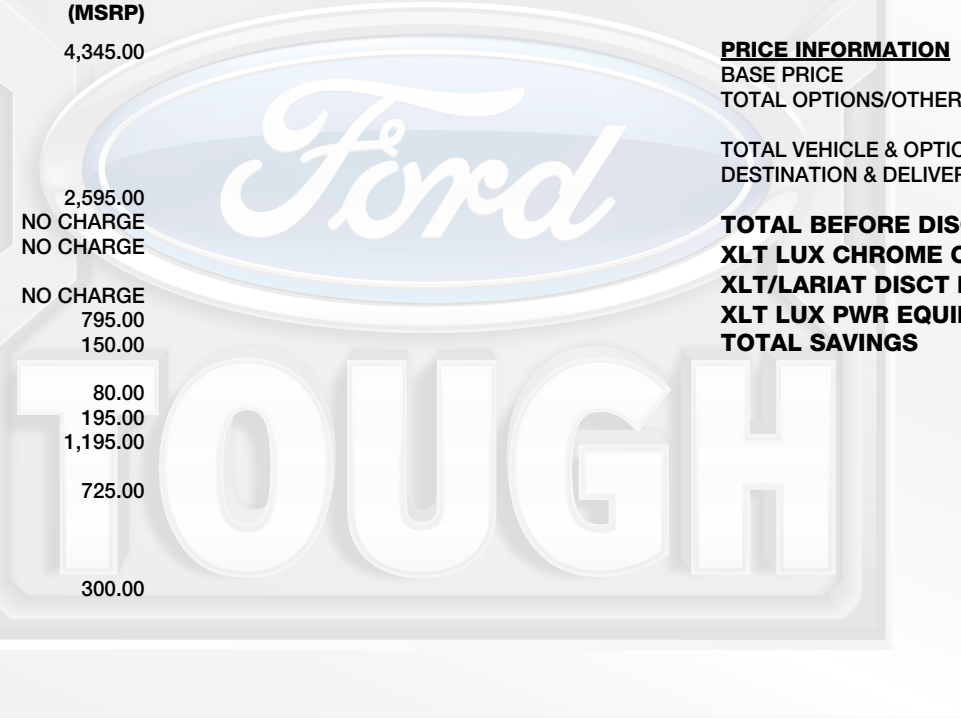 (MSRP)
4,345.00
2,595.00
NO CHARGE
NO CHARGE
NO CHARGE
795.00
150.00
80.00
195.00
1,195.00
725.00
300.00
Ford
TOUGH
PRICE INFORMATION
BASE PRICE
TOTAL OPTIONS/OTHER
TOTAL VEHICLE & OPTIO
DESTINATION & DELIVER
TOTAL BEFORE DIS
XLT LUX CHROME
XLT/LARIAT DISCT
XLT LUX PWR EQUI
TOTAL SAVINGS